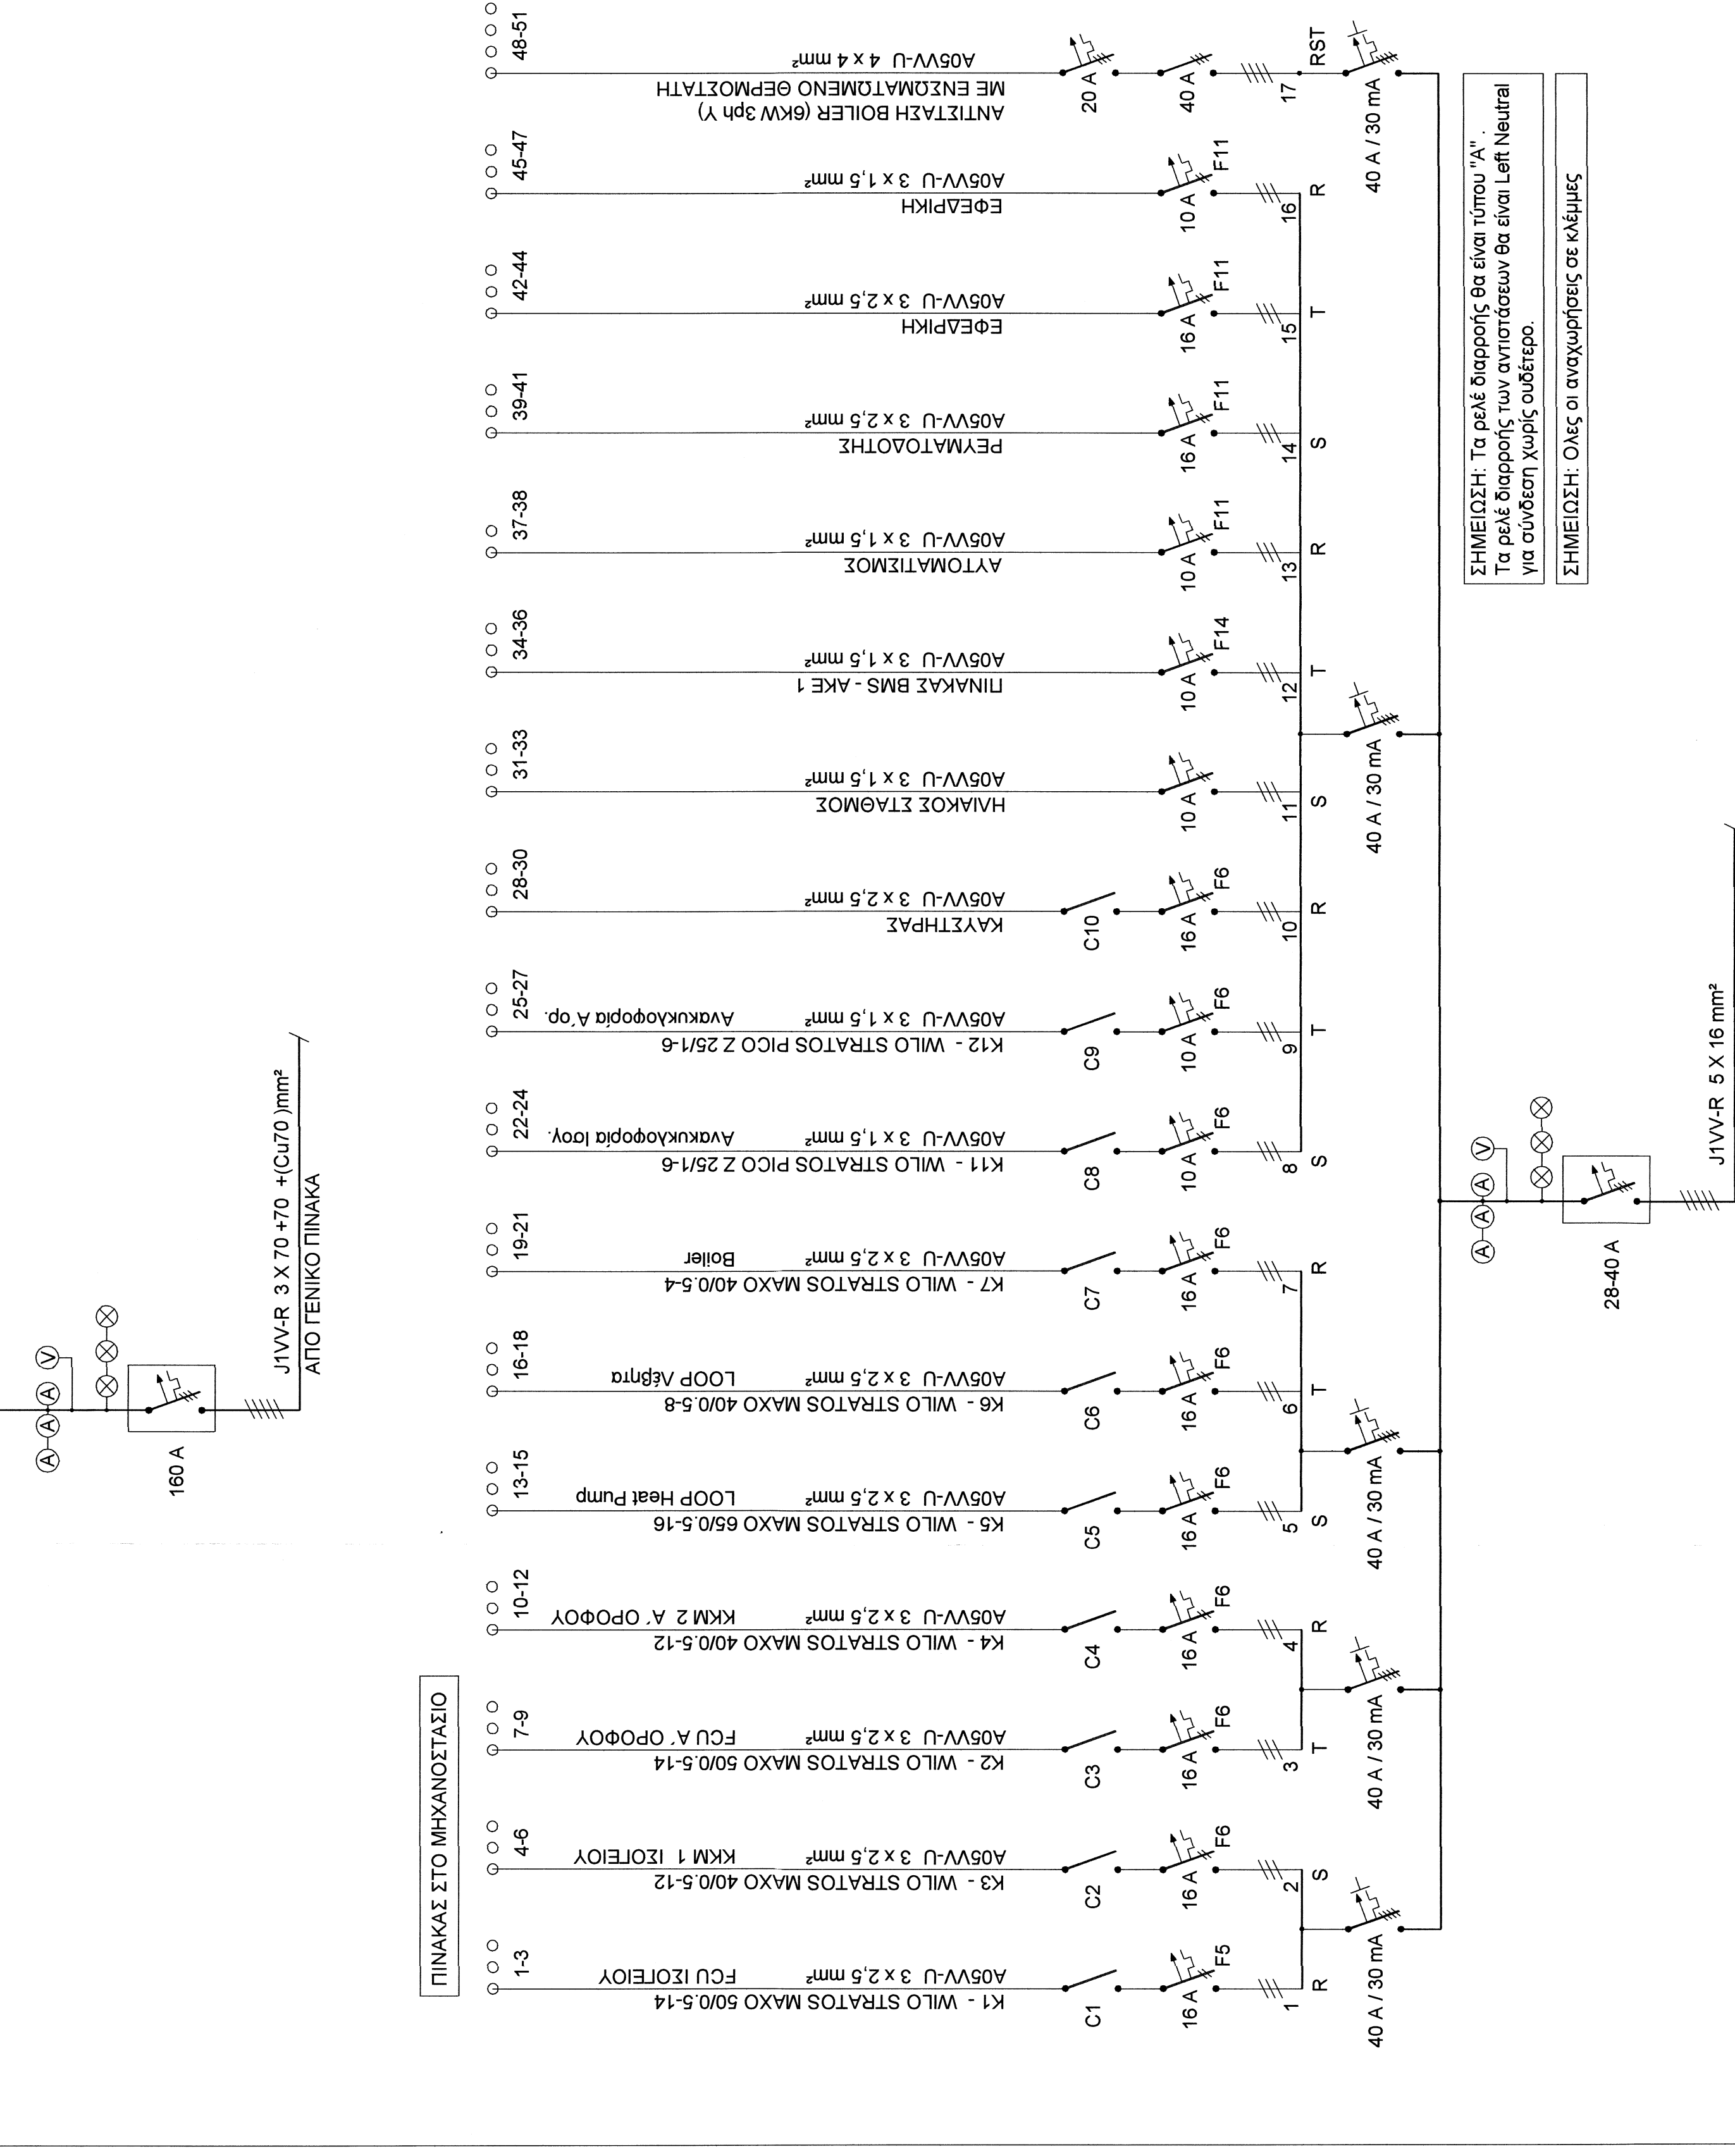 160 A
J1VV-R 3 X 70 +70 +(Cu70 )mm²
ΑΠΟ ΓΕΝΙΚΟ ΠΙΝΑΚΑ
A A A V
ΠΙΝΑΚΑΣ ΣΤΟ ΜΗΧΑΝΟΣΤΑΣΙΟ
1-3
K1 - WILO STRATOS MAXO 50/0.5-14
A05VV-U 3 x 2,5 mm² FCU ΙΣΟΓΕΙΟΥ
C1
16 A F5
1 R
4-6
K3 - WILO STRATOS MAXO 40/0.5-12
A05VV-U 3 x 2,5 mm² ΚΚΜ 1 ΙΣΟΓΕΙΟΥ
C2
16 A F6
2 S
40 A / 30 mA
7-9
K2 - WILO STRATOS MAXO 50/0.5-14
A05VV-U 3 x 2,5 mm² FCU Α΄ ΟΡΟΦΟΥ
C3
16 A F6
3 T
10-12
K4 - WILO STRATOS MAXO 40/0.5-12
A05VV-U 3 x 2,5 mm² ΚΚΜ 2 Α΄ ΟΡΟΦΟΥ
C4
16 A F6
4 R
40 A / 30 mA
13-15
K5 - WILO STRATOS MAXO 65/0.5-16
A05VV-U 3 x 2,5 mm² LOOP Heat Pump
C5
16 A F6
5 S
16-18
K6 - WILO STRATOS MAXO 40/0.5-8
A05VV-U 3 x 2,5 mm² LOOP Λέβητα
C6
16 A F6
6 T
19-21
K7 - WILO STRATOS MAXO 40/0.5-4
A05VV-U 3 x 2,5 mm² Boiler
C7
16 A F6
7 R
40 A / 30 mA
22-24
K11 - WILO STRATOS PICO Z 25/1-6
A05VV-U 3 x 1,5 mm² Ανακυκλοφορία Ισογ.
C8
10 A F6
8 S
25-27
K12 - WILO STRATOS PICO Z 25/1-6
A05VV-U 3 x 1,5 mm² Ανακυκλοφορία Α΄ορ.
C9
10 A F6
9 T
28-30
ΚΑΥΣΤΗΡΑΣ
A05VV-U 3 x 2,5 mm²
C10
16 A F6
10 R
31-33
ΗΛΙΑΚΟΣ ΣΤΑΘΜΟΣ
A05VV-U 3 x 1,5 mm²
10 A
11 S
34-36
ΠΙΝΑΚΑΣ BMS - AKE 1
A05VV-U 3 x 1,5 mm²
10 A F14
12 T
37-38
ΑΥΤΟΜΑΤΙΣΜΟΣ
A05VV-U 3 x 1,5 mm²
10 A F11
13 R
39-41
ΡΕΥΜΑΤΟΔΟΤΗΣ
A05VV-U 3 x 2,5 mm²
16 A F11
14 S
42-44
ΕΦΕΔΡΙΚΗ
A05VV-U 3 x 2,5 mm²
16 A F11
15 T
45-47
ΕΦΕΔΡΙΚΗ
A05VV-U 3 x 1,5 mm²
10 A F11
16 R
40 A / 30 mA
48-51
ΑΝΤΙΣΤΑΣΗ BOILER (6KW 3ph Y)
ΜΕ ΕΝΣΩΜΑΤΩΜΕΝΟ ΘΕΡΜΟΣΤΑΤΗ
A05VV-U 4 x 4 mm²
20 A
40 A
17 RST
40 A / 30 mA
A A A V
28-40 A
J1VV-R 5 X 16 mm²
ΣΗΜΕΙΩΣΗ: Τα ρελέ διαρροής θα είναι τύπου "Α" .
Τα ρελέ διαρροής των αντιστάσεων θα είναι Left Neutral
για σύνδεση χωρίς ουδέτερο.
ΣΗΜΕΙΩΣΗ: Ολες οι αναχωρήσεις σε κλέμμες